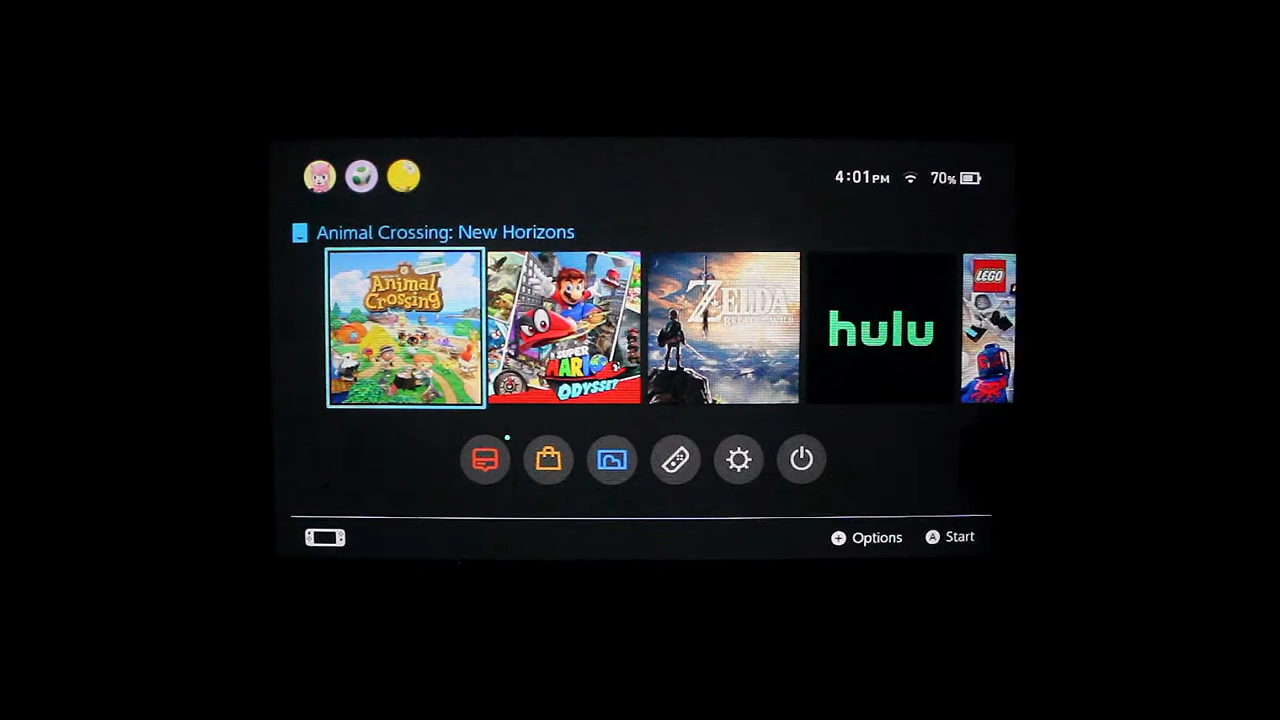 4:01PM 70%
Animal Crossing: New Horizons
Animal Crossing
SUPER MARIO ODYSSEY
ZELDA
hulu
LEGO
+ Options A Start